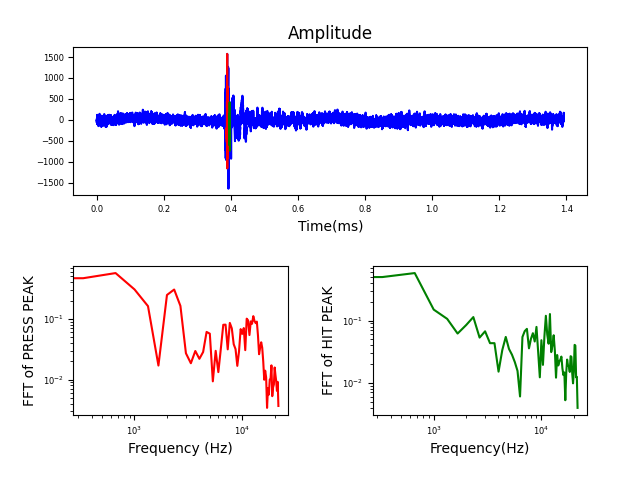 Amplitude
1500
1000
500
0
−500
−1000
−1500
0.0 0.2 0.4 0.6 0.8 1.0 1.2 1.4
Time(ms)
FFT of PRESS PEAK
10⁻¹
10⁻²
10³ 10⁴
Frequency (Hz)
FFT of HIT PEAK
10⁻¹
10⁻²
10³ 10⁴
Frequency(Hz)